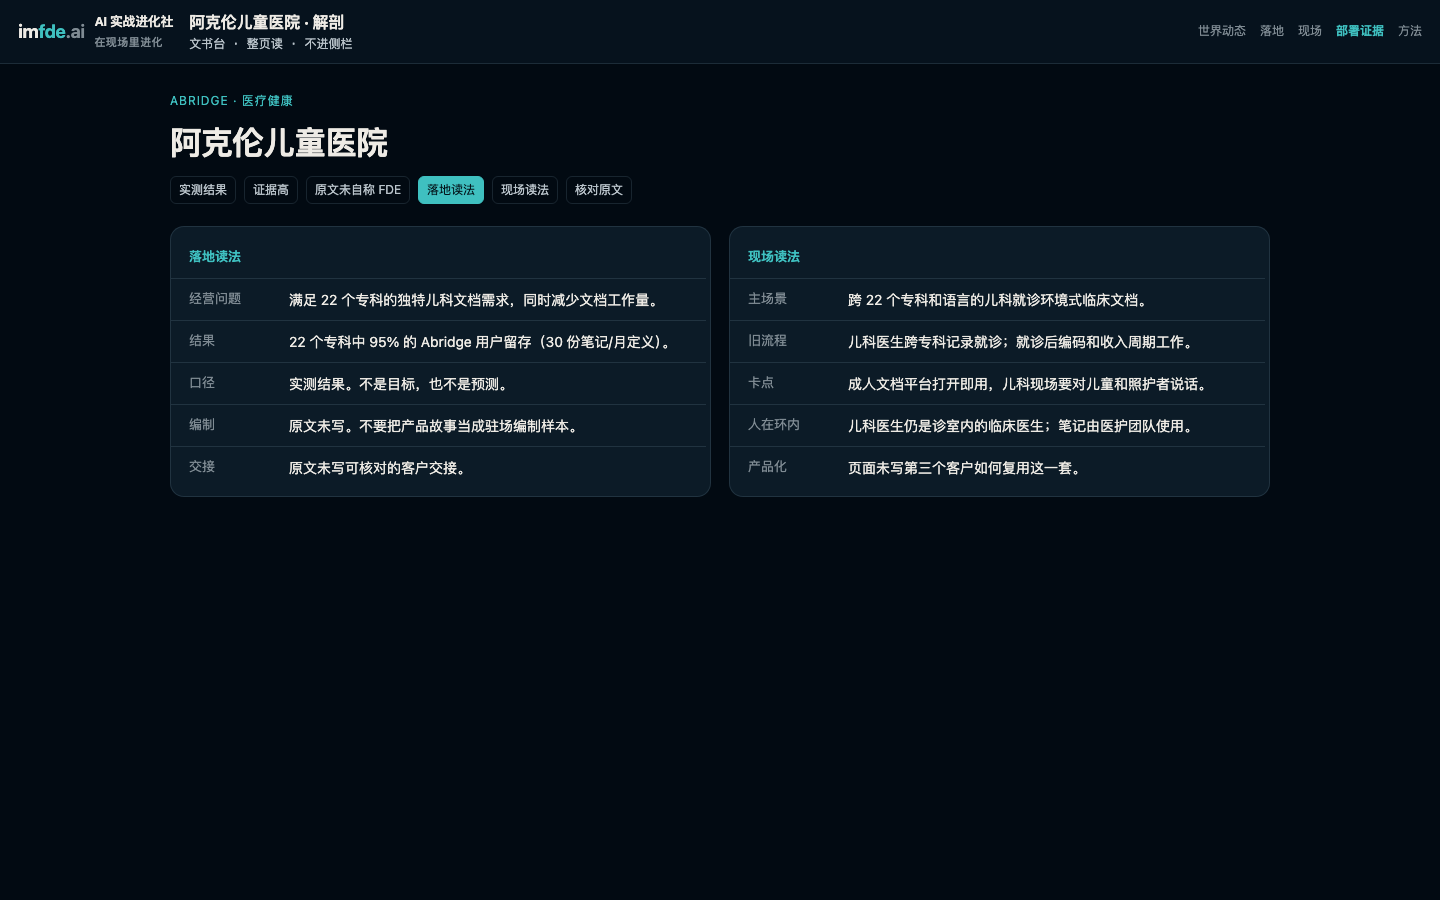 imfde.ai
AI 实战进化社
在现场里进化
阿克伦儿童医院 · 解剖
文书台 · 整页读 · 不进侧栏
世界动态 落地 现场 部署证据 方法
ABRIDGE · 医疗健康
阿克伦儿童医院
实测结果 证据高 原文未自称 FDE 落地读法 现场读法 核对原文
落地读法
经营问题 满足 22 个专科的独特儿科文档需求，同时减少文档工作量。
结果 22 个专科中 95% 的 Abridge 用户留存（30 份笔记/月定义）。
口径 实测结果。不是目标，也不是预测。
编制 原文未写。不要把产品故事当成驻场编制样本。
交接 原文未写可核对的客户交接。
现场读法
主场景 跨 22 个专科和语言的儿科就诊环境式临床文档。
旧流程 儿科医生跨专科记录就诊；就诊后编码和收入周期工作。
卡点 成人文档平台打开即用，儿科现场要对儿童和照护者说话。
人在环内 儿科医生仍是诊室内的临床医生；笔记由医护团队使用。
产品化 页面未写第三个客户如何复用这一套。